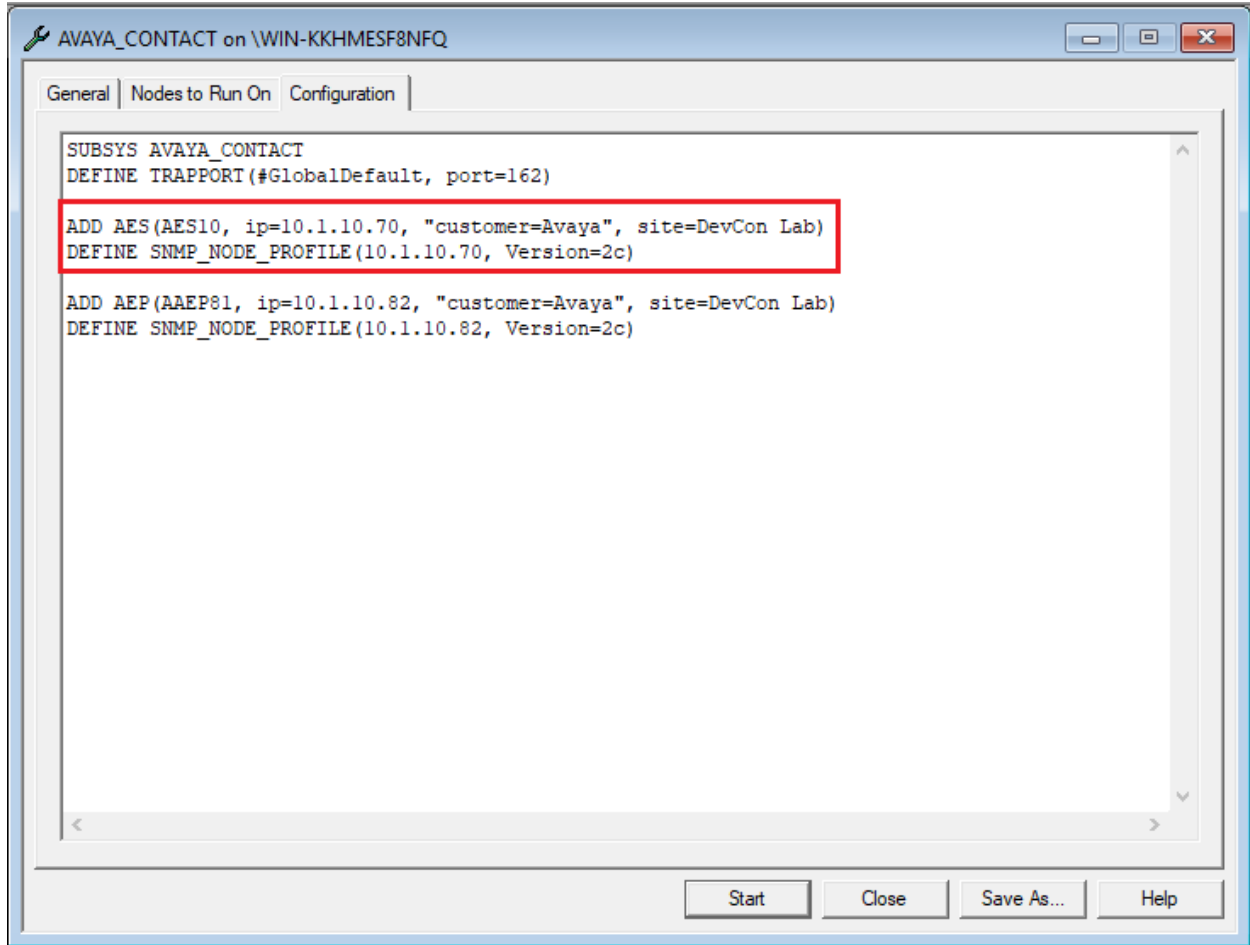 AVAYA_CONTACT on \WIN-KKHMESF8NFQ
General
Nodes to Run On
Configuration
SUBSYS AVAYA_CONTACT
DEFINE TRAPPORT(#GlobalDefault, port=162)
ADD AES(AES10, ip=10.1.10.70, "customer=Avaya", site=DevCon Lab)
DEFINE SNMP_NODE_PROFILE(10.1.10.70, Version=2c)
ADD AEP(AAEP81, ip=10.1.10.82, "customer=Avaya", site=DevCon Lab)
DEFINE SNMP_NODE_PROFILE(10.1.10.82, Version=2c)
Start
Close
Save As...
Help